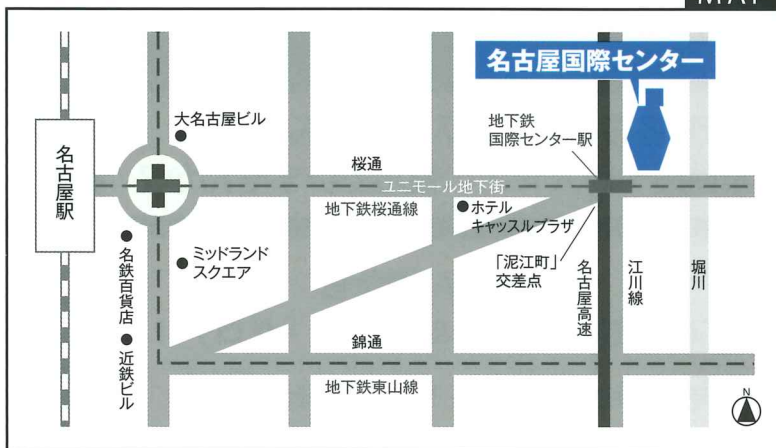 MAP
名古屋国際センター
大名古屋ビル
地下鉄
国際センター駅
名古屋駅
桜通
ユニモール地下街
地下鉄桜通線
ホテル
キャッスルプラザ
名鉄百貨店
ミッドランド
スクエア
「泥江町」
交差点
名古屋高速
江川線
堀川
近鉄ビル
錦通
地下鉄東山線
N